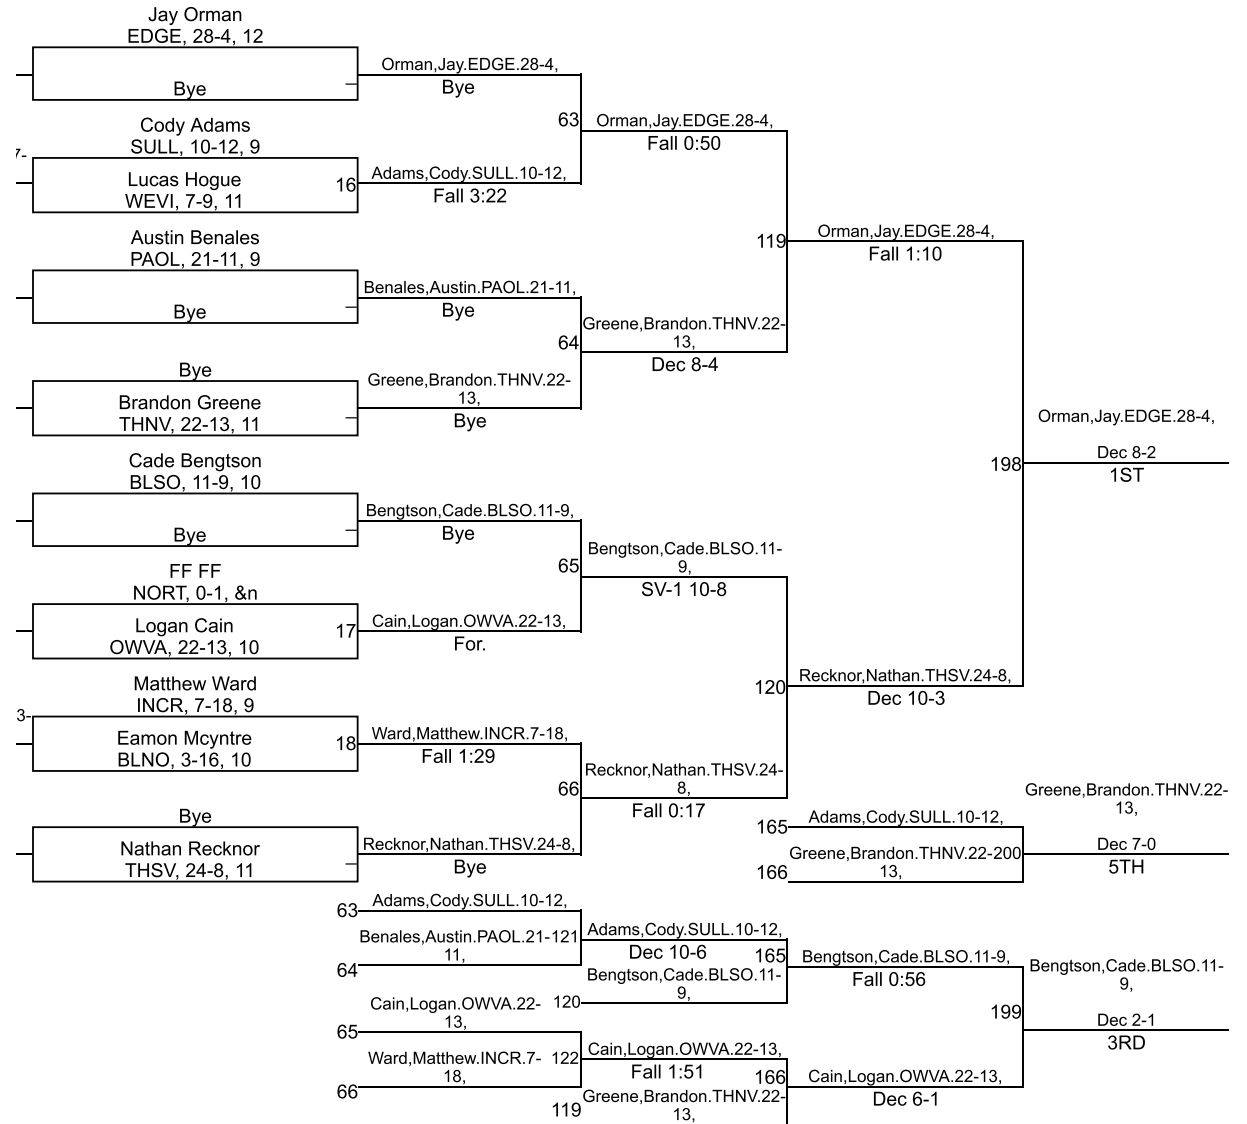 Jay Orman
EDGE, 28-4, 12
Bye
Orman,Jay.EDGE.28-4,
Bye
Cody Adams
SULL, 10-12, 9
7-
Lucas Hogue
WEVI, 7-9, 11
16
Adams,Cody.SULL.10-12,
Fall 3:22
63
Orman,Jay.EDGE.28-4,
Fall 0:50
Austin Benales
PAOL, 21-11, 9
Bye
Benales,Austin.PAOL.21-11,
Bye
Bye
Brandon Greene
THNV, 22-13, 11
Greene,Brandon.THNV.22-
13,
Bye
64
Greene,Brandon.THNV.22-
13,
Dec 8-4
119
Orman,Jay.EDGE.28-4,
Fall 1:10
Cade Bengtson
BLSO, 11-9, 10
Bye
Bengtson,Cade.BLSO.11-9,
Bye
FF FF
NORT, 0-1, &n
Logan Cain
OWVA, 22-13, 10
17
Cain,Logan.OWVA.22-13,
For.
65
Bengtson,Cade.BLSO.11-
9,
SV-1 10-8
Matthew Ward
INCR, 7-18, 9
3-
Eamon Mcyntre
BLNO, 3-16, 10
18
Ward,Matthew.INCR.7-18,
Fall 1:29
Bye
Nathan Recknor
THSV, 24-8, 11
Recknor,Nathan.THSV.24-8,
Bye
66
Recknor,Nathan.THSV.24-
8,
Fall 0:17
120
Recknor,Nathan.THSV.24-8,
Dec 10-3
198
Orman,Jay.EDGE.28-4,
Dec 8-2
1ST
165
Adams,Cody.SULL.10-12,
166
Greene,Brandon.THNV.22-
13,
200
Greene,Brandon.THNV.22-
13,
Dec 7-0
5TH
63
Adams,Cody.SULL.10-12,
64
Benales,Austin.PAOL.21-
11,
121
Adams,Cody.SULL.10-12,
Dec 10-6
120
Bengtson,Cade.BLSO.11-
9,
165
Bengtson,Cade.BLSO.11-9,
Fall 0:56
65
Cain,Logan.OWVA.22-
13,
66
Ward,Matthew.INCR.7-
18,
122
Cain,Logan.OWVA.22-13,
Fall 1:51
119
Greene,Brandon.THNV.22-
13,
166
Cain,Logan.OWVA.22-13,
Dec 6-1
199
Bengtson,Cade.BLSO.11-
9,
Dec 2-1
3RD